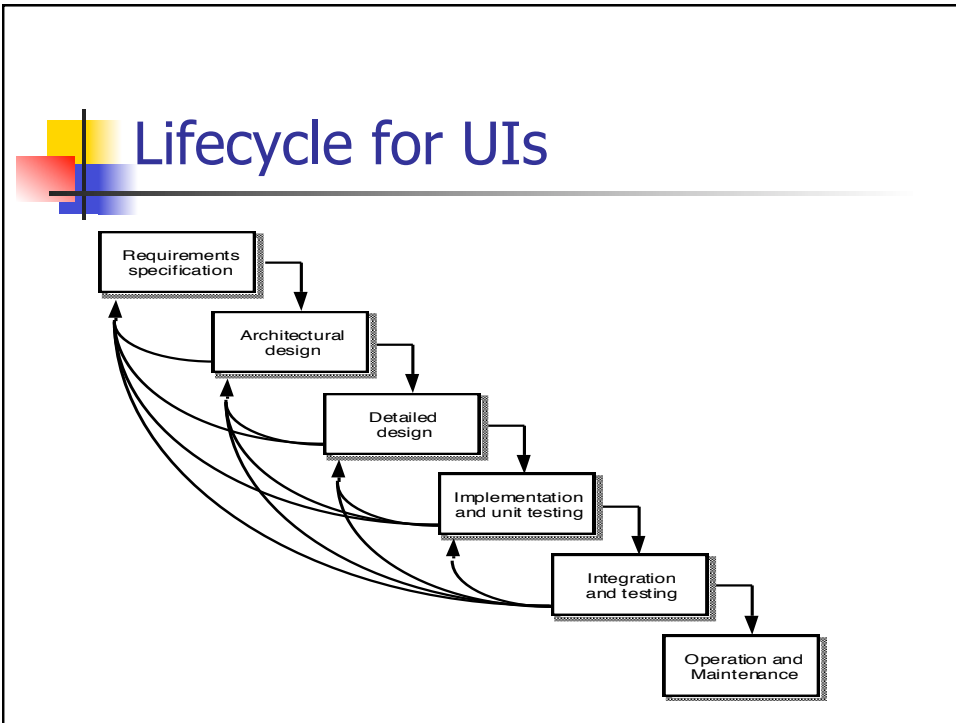 Lifecycle for UIs
Requirements
specification
Architectural
design
Detailed
design
Implementation
and unit testing
Integration
and testing
Operation and
Maintenance